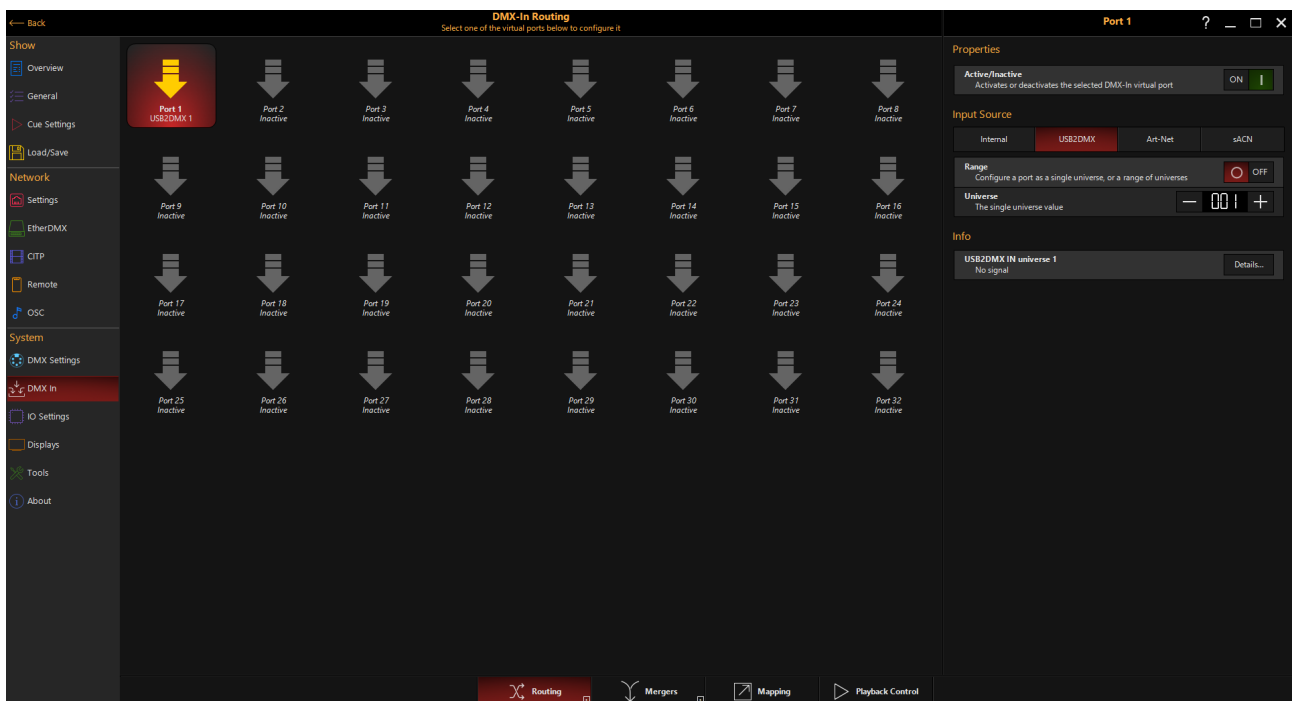 Back
DMX-In Routing
Select one of the virtual ports below to configure it
Port 1
?
Show
Overview
General
Cue Settings
Load/Save
Network
Settings
EtherDMX
CITP
Remote
OSC
System
DMX Settings
DMX In
IO Settings
Displays
Tools
About
Port 1
USB2DMX 1
Port 2
Inactive
Port 3
Inactive
Port 4
Inactive
Port 5
Inactive
Port 6
Inactive
Port 7
Inactive
Port 8
Inactive
Port 9
Inactive
Port 10
Inactive
Port 11
Inactive
Port 12
Inactive
Port 13
Inactive
Port 14
Inactive
Port 15
Inactive
Port 16
Inactive
Port 17
Inactive
Port 18
Inactive
Port 19
Inactive
Port 20
Inactive
Port 21
Inactive
Port 22
Inactive
Port 23
Inactive
Port 24
Inactive
Port 25
Inactive
Port 26
Inactive
Port 27
Inactive
Port 28
Inactive
Port 29
Inactive
Port 30
Inactive
Port 31
Inactive
Port 32
Inactive
Properties
Active/Inactive
Activates or deactivates the selected DMX-In virtual port
ON
Input Source
Internal
USB2DMX
Art-Net
sACN
Range
Configure a port as a single universe, or a range of universes
OFF
Universe
The single universe value
001
Info
USB2DMX IN universe 1
No signal
Details...
Routing
Mergers
Mapping
Playback Control